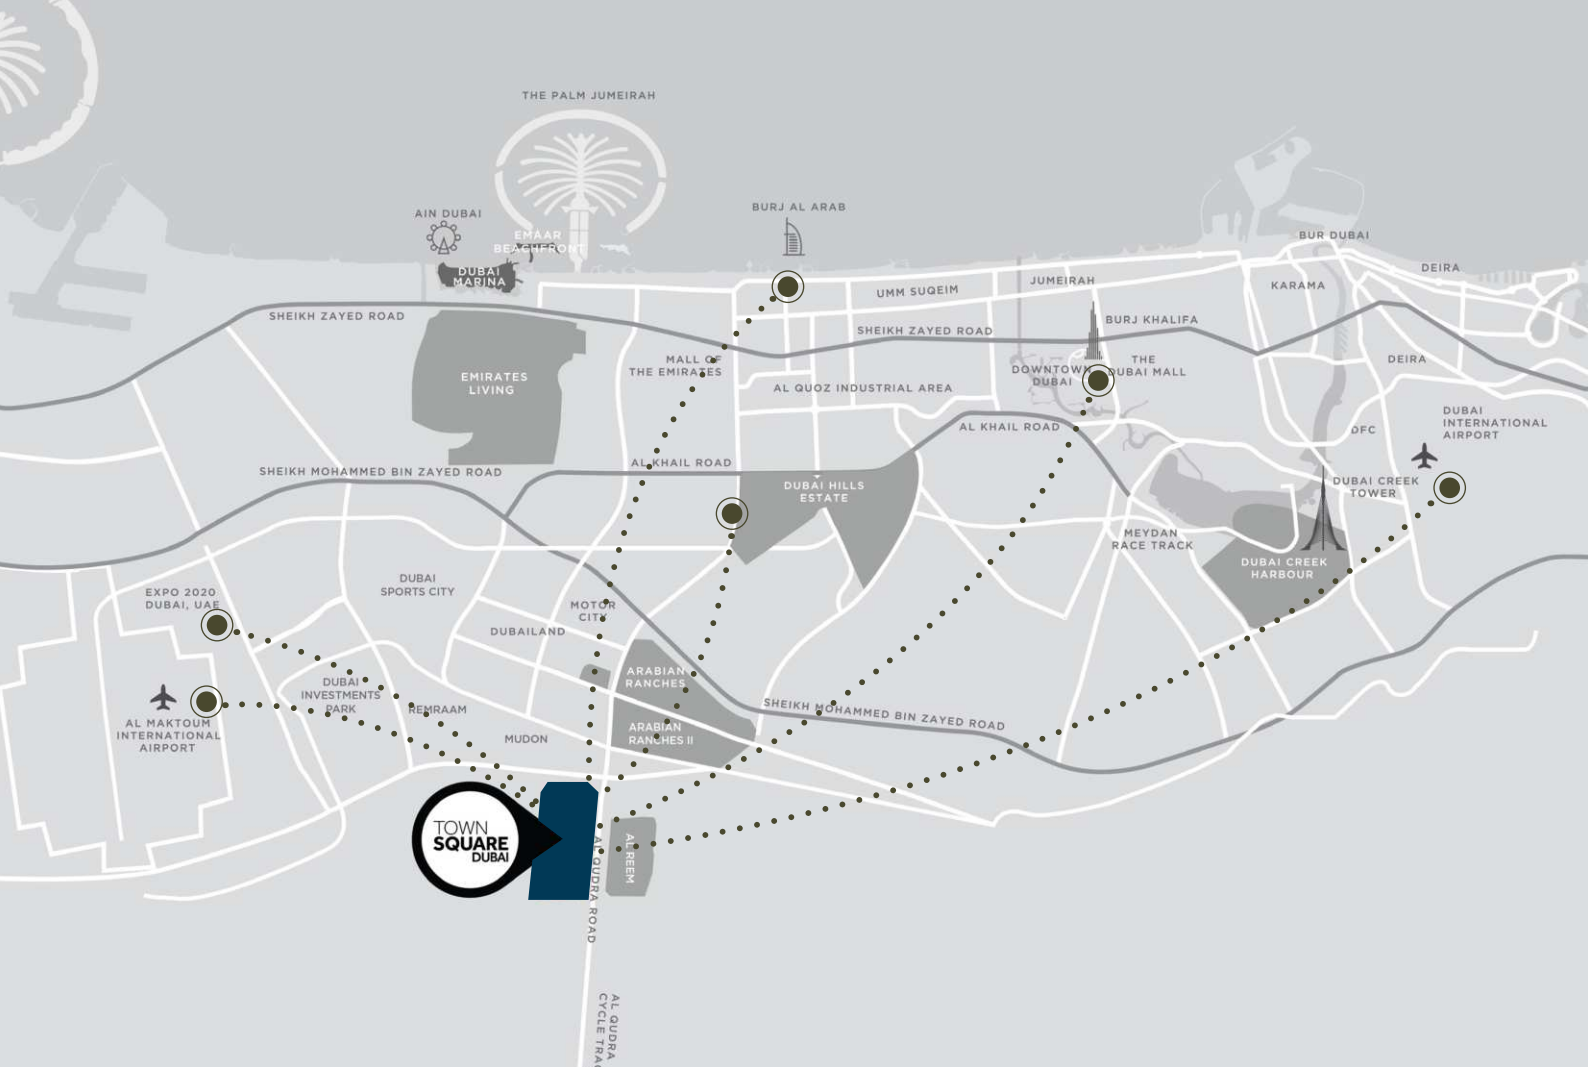 THE PALM JUMEIRAH
AIN DUBAI
BURJ AL ARAB
EMAAR
BEACHFRONT
DUBAI
MARINA
BUR DUBAI
DEIRA
JUMEIRAH
KARAMA
UMM SUQEIM
SHEIKH ZAYED ROAD
SHEIKH ZAYED ROAD
BURJ KHALIFA
MALL OF
THE EMIRATES
DOWNTOWN
DUBAI
THE
DUBAI MALL
DEIRA
EMIRATES
LIVING
AL QUOZ INDUSTRIAL AREA
DUBAI
INTERNATIONAL
AIRPORT
AL KHAIL ROAD
DFC
SHEIKH MOHAMMED BIN ZAYED ROAD
AL KHAIL ROAD
DUBAI HILLS
ESTATE
DUBAI CREEK
TOWER
MEYDAN
RACE TRACK
DUBAI CREEK
HARBOUR
EXPO 2020
DUBAI, UAE
DUBAI
SPORTS CITY
MOTOR
CITY
DUBAILAND
ARABIAN
RANCHES
DUBAI
INVESTMENTS
PARK
REMRAAM
SHEIKH MOHAMMED BIN ZAYED ROAD
AL MAKTOUM
INTERNATIONAL
AIRPORT
MUDON
ARABIAN
RANCHES II
TOWN
SQUARE
DUBAI
AL QUDRA ROAD
AL REEM
AL QUDRA